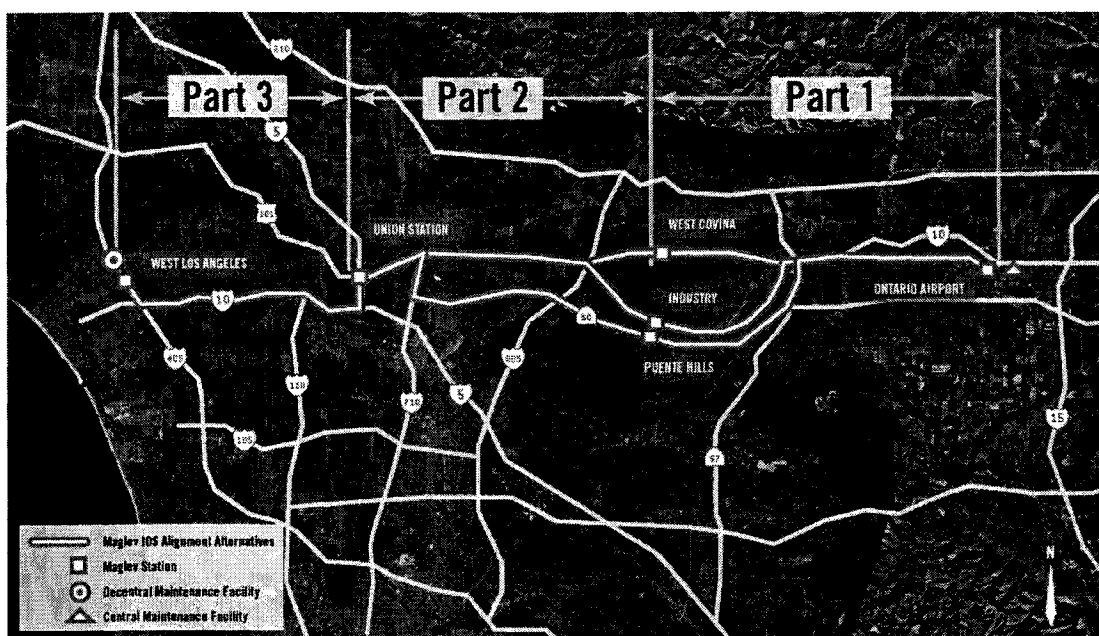 210
Part 3
Part 2
Part 1
5
101
UNION STATION
WEST COVINA
10
WEST LOS ANGELES
10
INDUSTRY
ONTARIO AIRPORT
60
PUENTE HILLS
405
605
110
5
710
15
105
57
Maglev IOS Alignment Alternatives
Maglev Station
Decentral Maintenance Facility
Central Maintenance Facility
N